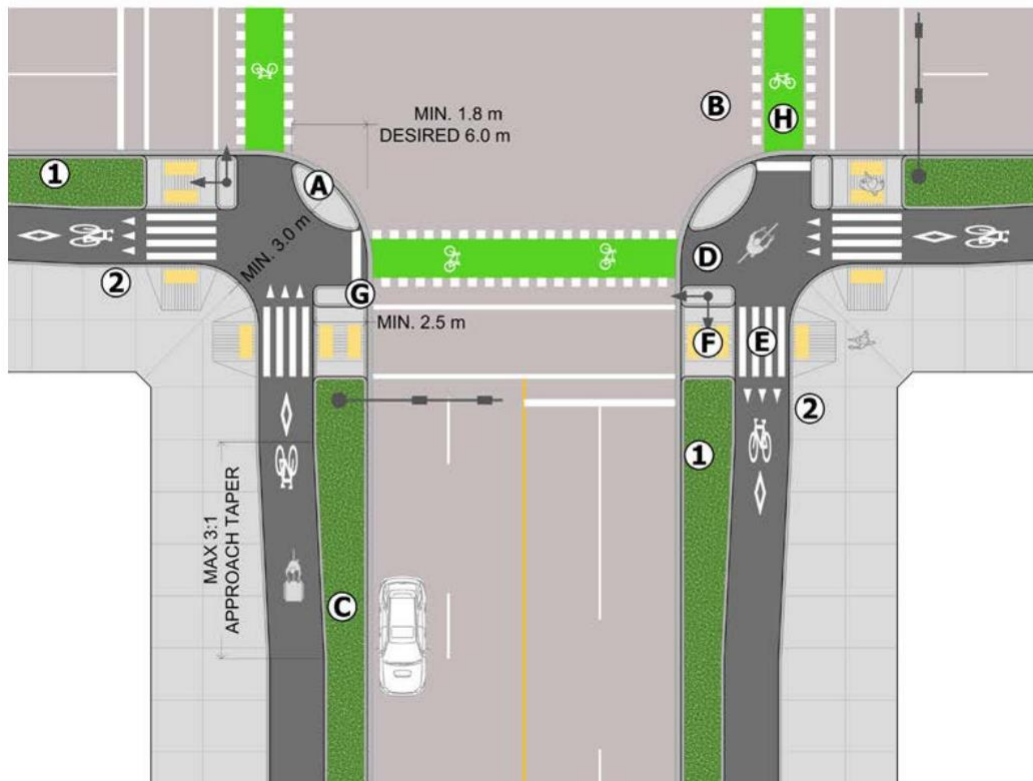 B
H
MIN. 1.8 m
DESIRED 6.0 m
1
A
MIN. 3.0 m
D
2
G
MIN. 2.5 m
F
E
2
1
MAX 3:1
APPROACH TAPER
C